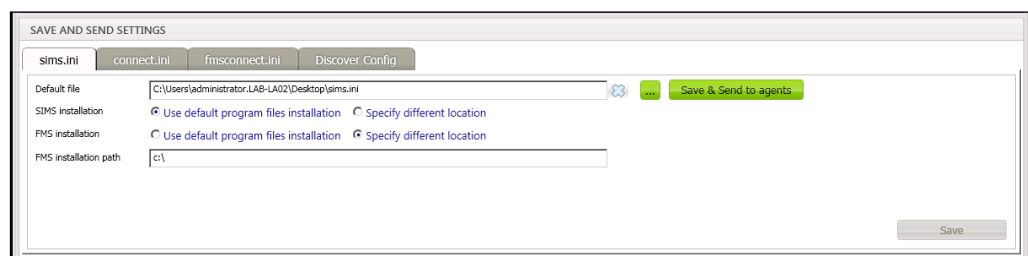 SAVE AND SEND SETTINGS
sims.ini connect.ini fmsconnect.ini Discover Config
Default file C:\Users\administrator.LAB-LA02\Desktop\sims.ini ... Save & Send to agents
SIMS installation Use default program files installation Specify different location
FMS installation Use default program files installation Specify different location
FMS installation path c:\
Save